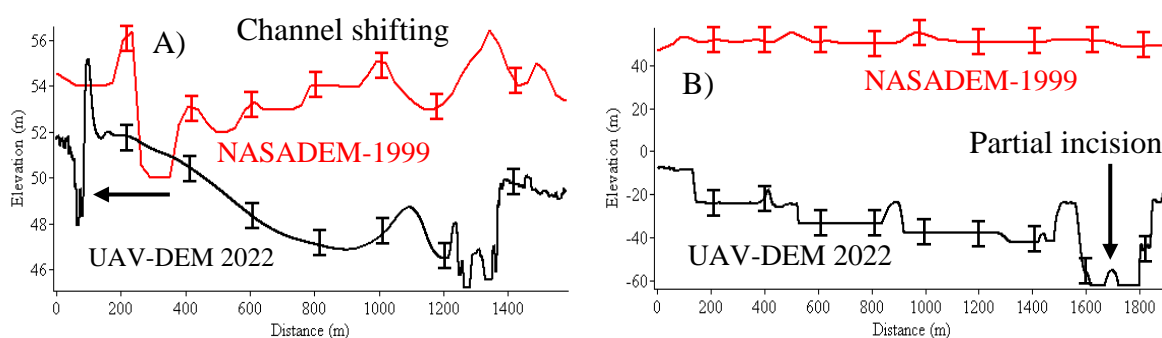 A)
Channel shifting
56
54
52
50
48
46
Elevation (m)
NASADEM-1999
UAV-DEM 2022
0
200
400
600
800
1000
1200
1400
Distance (m)
B)
NASADEM-1999
Partial incision
40
20
0
-20
-40
-60
Elevation (m)
UAV-DEM 2022
0
200
400
600
800
1000
1200
1400
1600
1800
Distance (m)